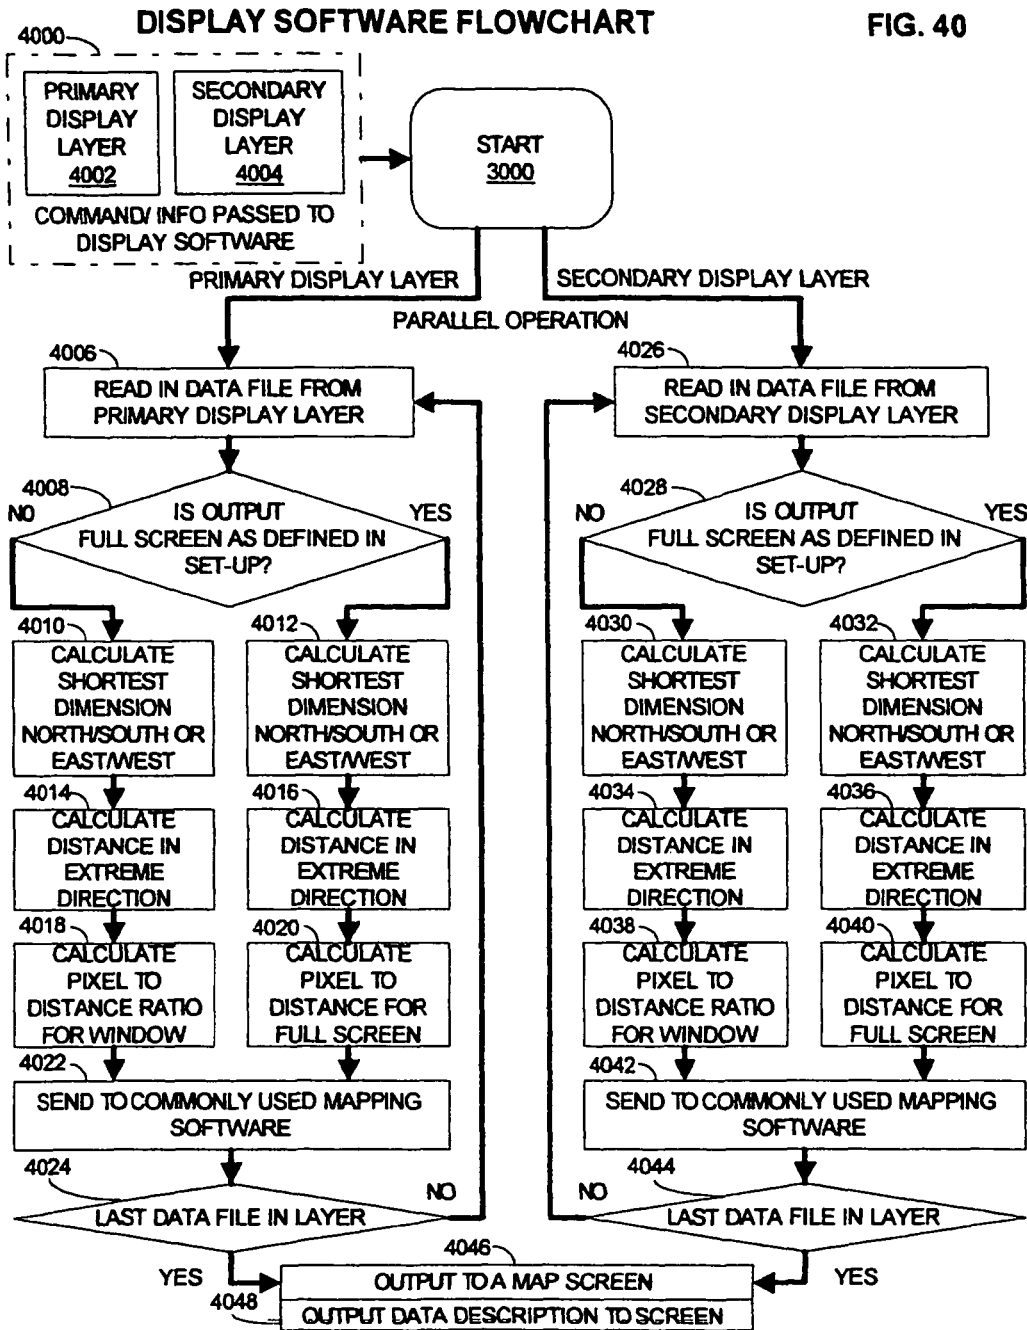 DISPLAY SOFTWARE FLOWCHART
FIG. 40
4000
PRIMARY
DISPLAY
LAYER
4002
SECONDARY
DISPLAY
LAYER
4004
COMMAND/ INFO PASSED TO
DISPLAY SOFTWARE
START
3000
PRIMARY DISPLAY LAYER
SECONDARY DISPLAY LAYER
PARALLEL OPERATION
4006
READ IN DATA FILE FROM
PRIMARY DISPLAY LAYER
4008
NO
YES
IS OUTPUT
FULL SCREEN AS DEFINED IN
SET-UP?
4010
CALCULATE
SHORTEST
DIMENSION
NORTH/SOUTH OR
EAST/WEST
4012
CALCULATE
SHORTEST
DIMENSION
NORTH/SOUTH OR
EAST/WEST
4014
CALCULATE
DISTANCE IN
EXTREME
DIRECTION
4016
CALCULATE
DISTANCE IN
EXTREME
DIRECTION
4018
CALCULATE
PIXEL TO
DISTANCE RATIO
FOR WINDOW
4020
CALCULATE
PIXEL TO
DISTANCE FOR
FULL SCREEN
4022
SEND TO COMMONLY USED MAPPING
SOFTWARE
4024
NO
LAST DATA FILE IN LAYER
YES
4026
READ IN DATA FILE FROM
SECONDARY DISPLAY LAYER
4028
NO
YES
IS OUTPUT
FULL SCREEN AS DEFINED IN
SET-UP?
4030
CALCULATE
SHORTEST
DIMENSION
NORTH/SOUTH OR
EAST/WEST
4032
CALCULATE
SHORTEST
DIMENSION
NORTH/SOUTH OR
EAST/WEST
4034
CALCULATE
DISTANCE IN
EXTREME
DIRECTION
4036
CALCULATE
DISTANCE IN
EXTREME
DIRECTION
4038
CALCULATE
PIXEL TO
DISTANCE RATIO
FOR WINDOW
4040
CALCULATE
PIXEL TO
DISTANCE FOR
FULL SCREEN
4042
SEND TO COMMONLY USED MAPPING
SOFTWARE
4044
NO
LAST DATA FILE IN LAYER
YES
4046
OUTPUT TO A MAP SCREEN
4048
OUTPUT DATA DESCRIPTION TO SCREEN